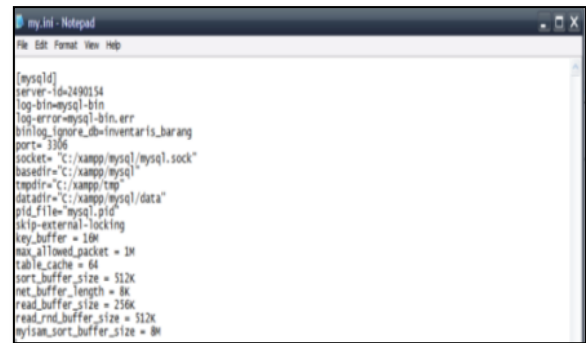 my.ini - Notepad
File Edit Format View Help
[mysqld]
server-id=2490154
log-bin=mysql-bin
log-error=mysql-bin.err
binlog_ignore_db=inventaris_barang
port= 3306
socket= "C:/xampp/mysql/mysql.sock"
basedir="C:/xampp/mysql"
tmpdir="C:/xampp/tmp"
datadir="C:/xampp/mysql/data"
pid_file="mysql.pid"
skip-external-locking
key_buffer = 16M
max_allowed_packet = 1M
table_cache = 64
sort_buffer_size = 512K
net_buffer_length = 8K
read_buffer_size = 256K
read_rnd_buffer_size = 512K
myisam_sort_buffer_size = 8M